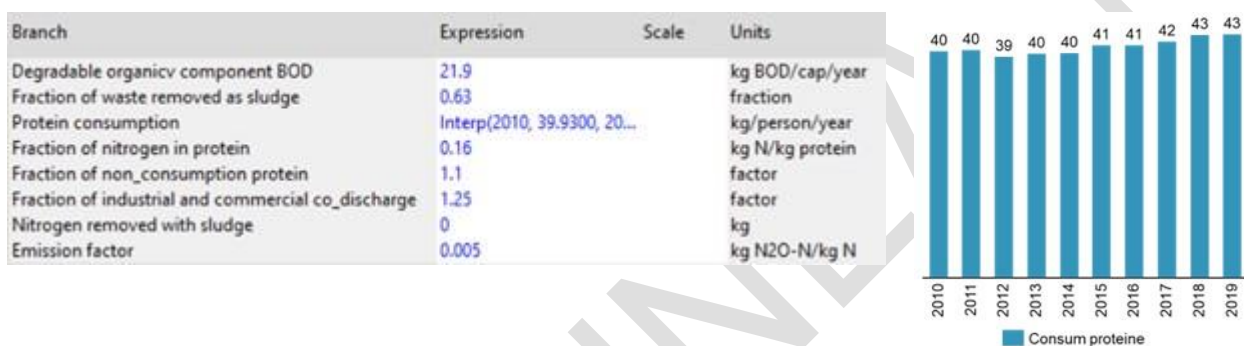 Branch Expression Scale Units
Degradable organicv component BOD 21.9 kg BOD/cap/year
Fraction of waste removed as sludge 0.63 fraction
Protein consumption Interp(2010, 39.9300, 20... kg/person/year
Fraction of nitrogen in protein 0.16 kg N/kg protein
Fraction of non_consumption protein 1.1 factor
Fraction of industrial and commercial co_discharge 1.25 factor
Nitrogen removed with sludge 0 kg
Emission factor 0.005 kg N2O-N/kg N
40 40 39 40 40 41 41 42 43 43
2010 2011 2012 2013 2014 2015 2016 2017 2018 2019
Consum proteine